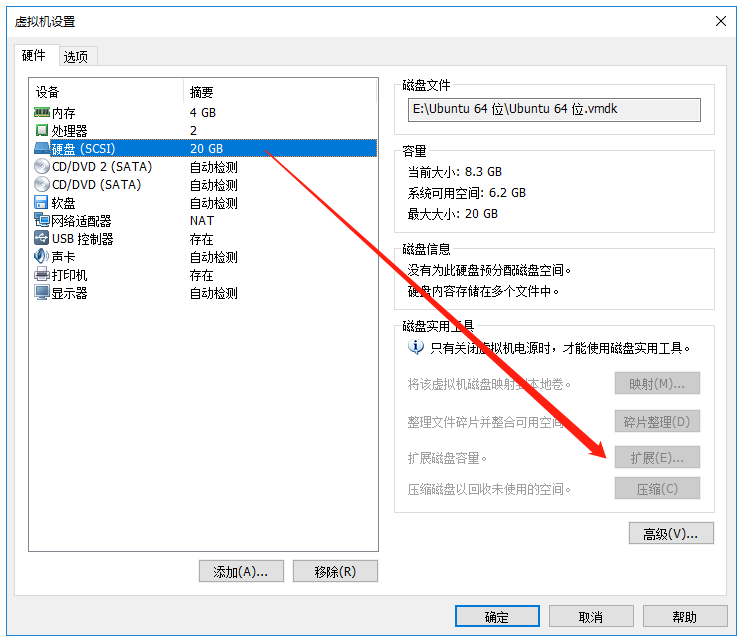 虚拟机设置
硬件 选项
设备 摘要
内存 4 GB
处理器 2
硬盘 (SCSI) 20 GB
CD/DVD 2 (SATA) 自动检测
CD/DVD (SATA) 自动检测
软盘 自动检测
网络适配器 NAT
USB 控制器 存在
声卡 自动检测
打印机 存在
显示器 自动检测
添加(A)... 移除(R)
磁盘文件
E:\Ubuntu 64 位\Ubuntu 64 位.vmdk
容量
当前大小: 8.3 GB
系统可用空间: 6.2 GB
最大大小: 20 GB
磁盘信息
没有为此硬盘预分配磁盘空间。
硬盘内容存储在多个文件中。
磁盘实用工具
只有关闭虚拟机电源时，才能使用磁盘实用工具。
将该虚拟机磁盘映射到本地卷。 映射(M)...
整理文件碎片并整合可用空间。 碎片整理(D)
扩展磁盘容量。 扩展(E)...
压缩磁盘以回收未使用的空间。 压缩(C)
高级(V)...
确定 取消 帮助